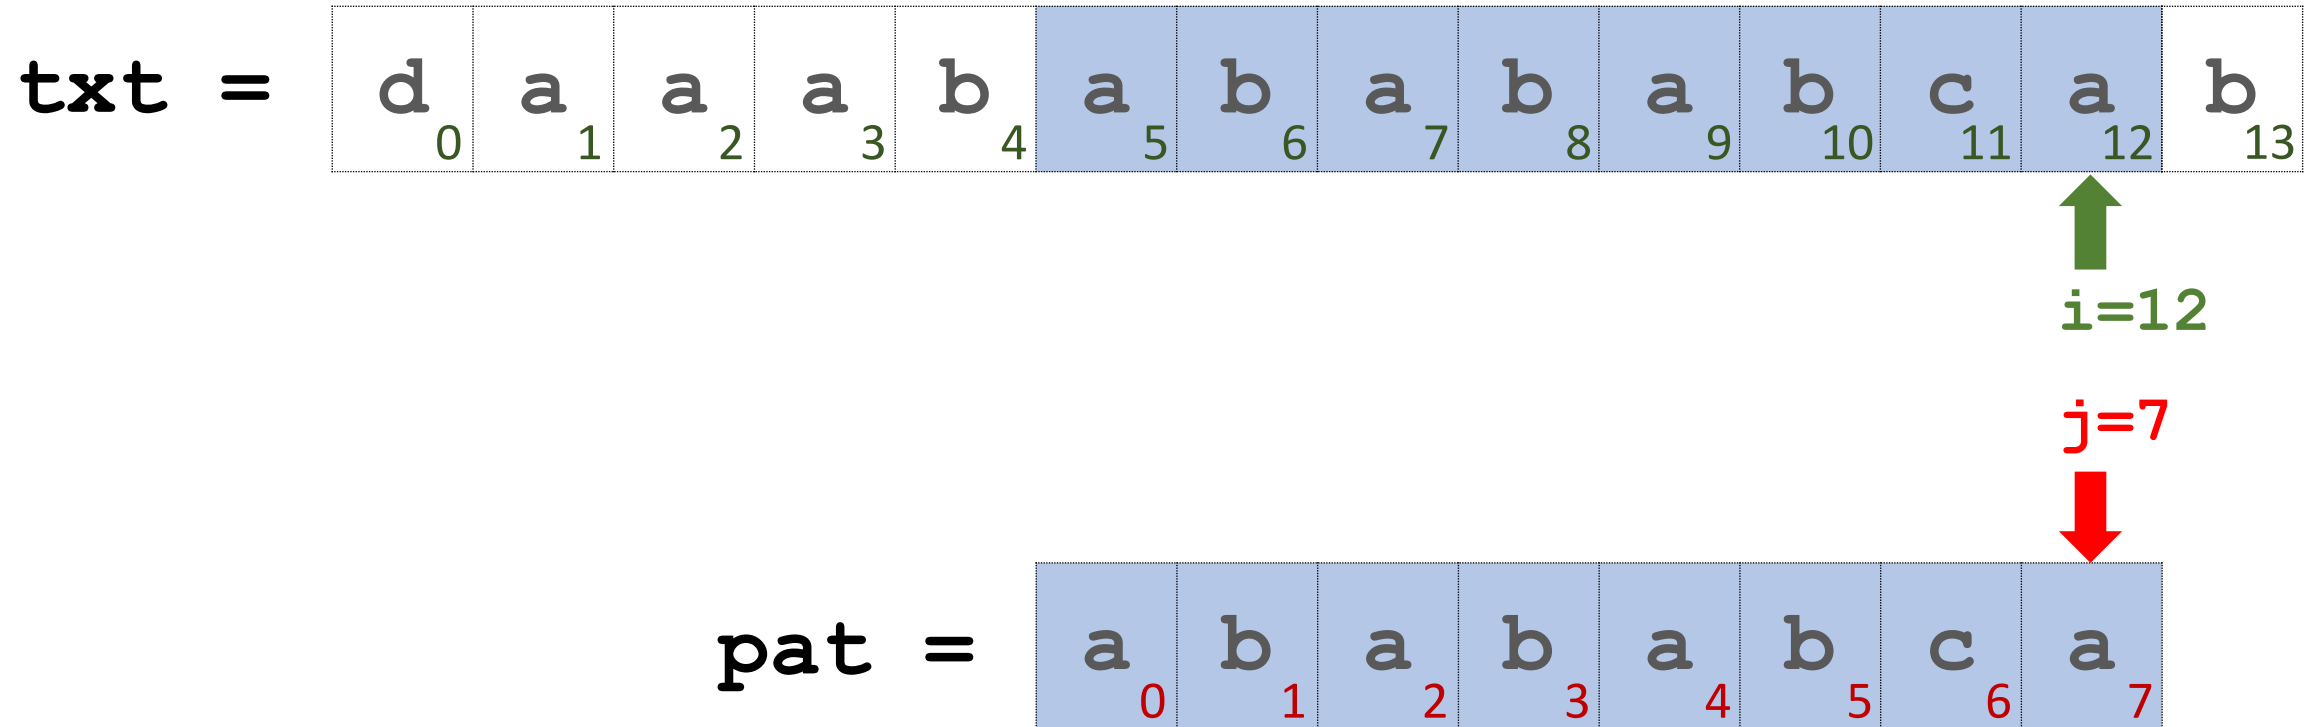 txt = d a a a b a b a b a b c a b
0 1 2 3 4 5 6 7 8 9 10 11 12 13
i=12
j=7
pat = a b a b a b c a
0 1 2 3 4 5 6 7